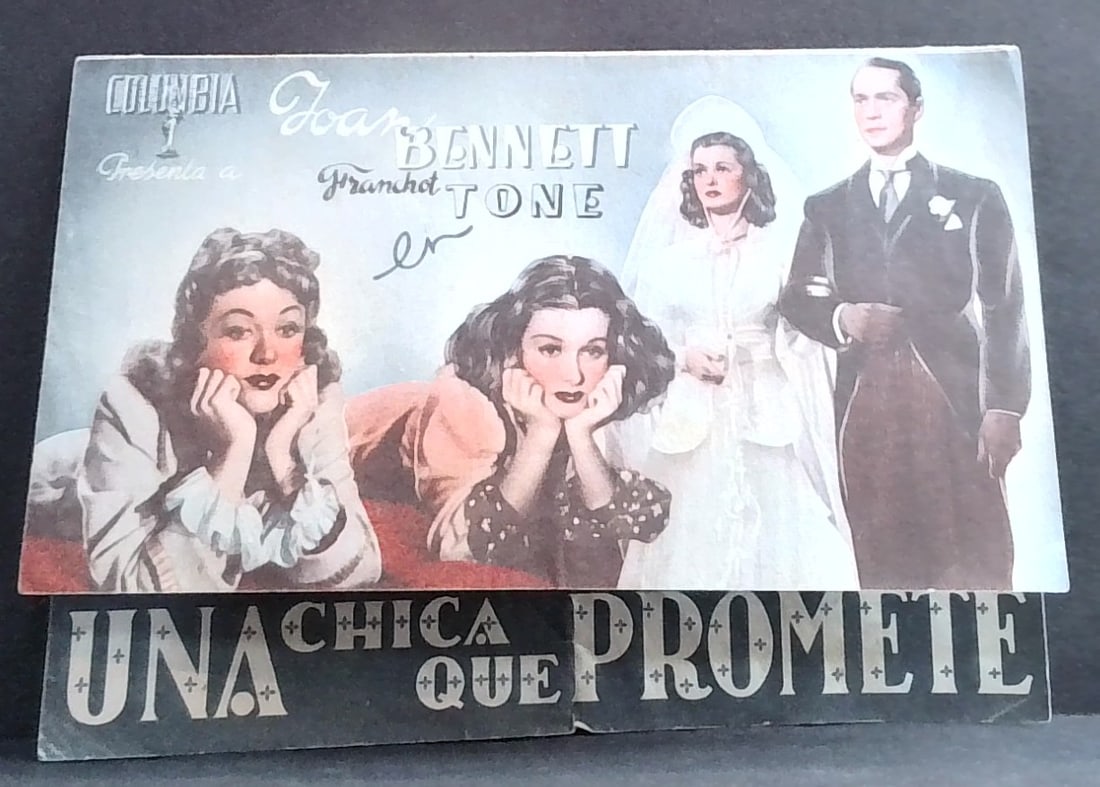 COLUMBIA
Presenta a
Joan
BENNETT
Franchot
TONE
en
UNA CHICA QUE PROMETE